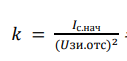 k = Iс.нач / (Uзи.отс)²